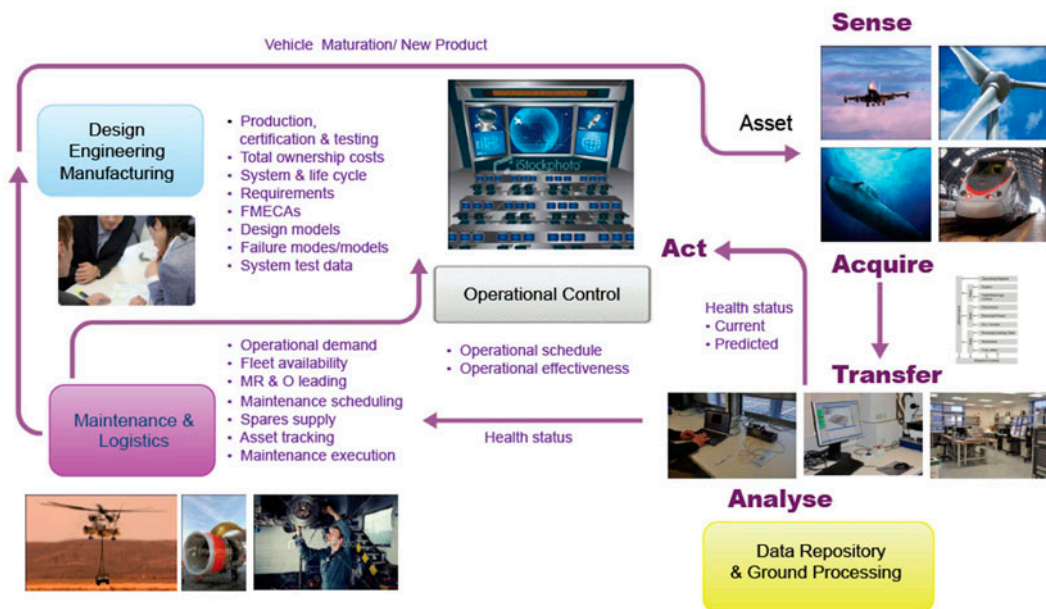 Sense
Vehicle Maturation/ New Product
Design
Engineering
Manufacturing
• Production,
certification & testing
• Total ownership costs
• System & life cycle
• Requirements
• FMECAs
• Design models
• Failure modes/models
• System test data
iStockphoto
Asset
Act
Operational Control
Acquire
Health status
• Current
• Predicted
• Operational demand
• Fleet availability
• MR & O leading
• Maintenance scheduling
• Spares supply
• Asset tracking
• Maintenance execution
• Operational schedule
• Operational effectiveness
Transfer
Maintenance &
Logistics
Health status
Analyse
Data Repository
& Ground Processing